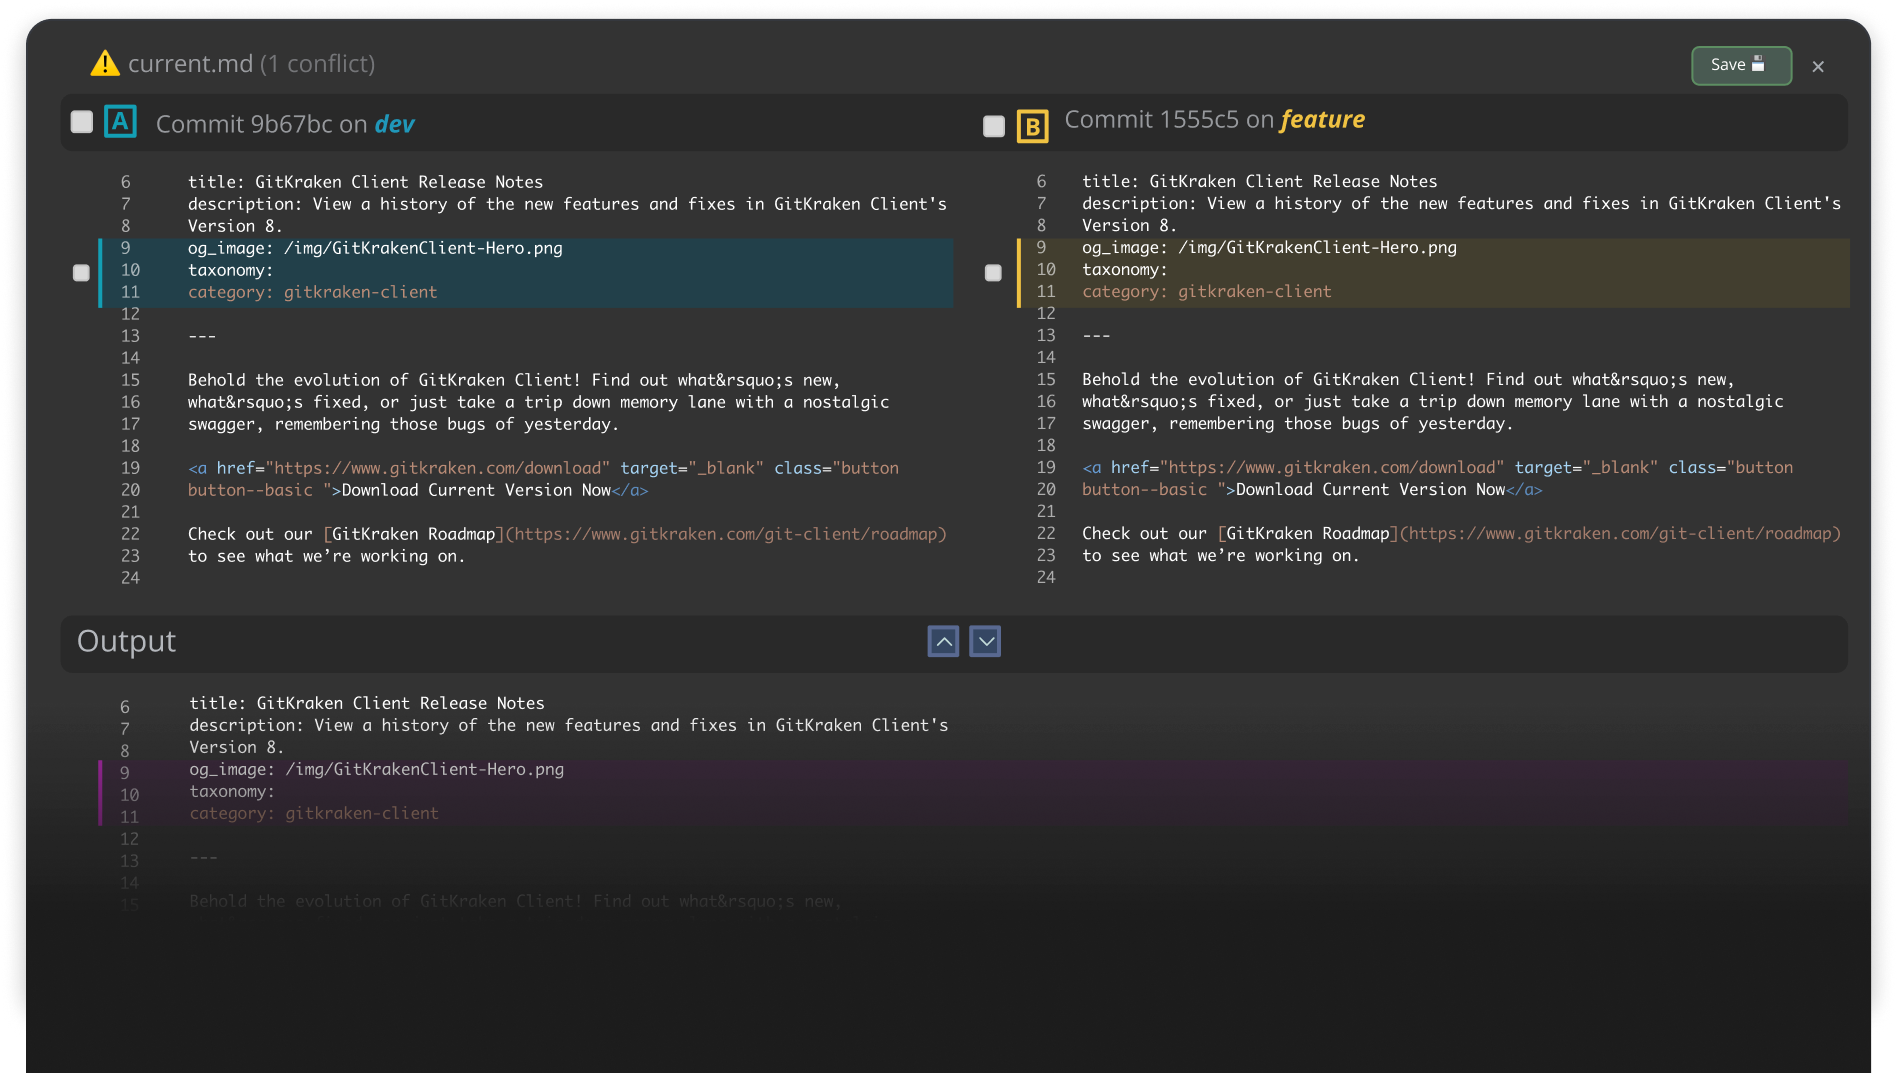 current.md (1 conflict)
Save
A Commit 9b67bc on dev
B Commit 1555c5 on feature
6 title: GitKraken Client Release Notes
7 description: View a history of the new features and fixes in GitKraken Client's
8 Version 8.
9 og_image: /img/GitKrakenClient-Hero.png
10 taxonomy:
11 category: gitkraken-client
12
13 ---
14
15 Behold the evolution of GitKraken Client! Find out what&rsquo;s new,
16 what&rsquo;s fixed, or just take a trip down memory lane with a nostalgic
17 swagger, remembering those bugs of yesterday.
18
19 <a href="https://www.gitkraken.com/download" target="_blank" class="button
20 button--basic ">Download Current Version Now</a>
21
22 Check out our [GitKraken Roadmap](https://www.gitkraken.com/git-client/roadmap)
23 to see what we’re working on.
24
6 title: GitKraken Client Release Notes
7 description: View a history of the new features and fixes in GitKraken Client's
8 Version 8.
9 og_image: /img/GitKrakenClient-Hero.png
10 taxonomy:
11 category: gitkraken-client
12
13 ---
14
15 Behold the evolution of GitKraken Client! Find out what&rsquo;s new,
16 what&rsquo;s fixed, or just take a trip down memory lane with a nostalgic
17 swagger, remembering those bugs of yesterday.
18
19 <a href="https://www.gitkraken.com/download" target="_blank" class="button
20 button--basic ">Download Current Version Now</a>
21
22 Check out our [GitKraken Roadmap](https://www.gitkraken.com/git-client/roadmap)
23 to see what we’re working on.
24
Output
6 title: GitKraken Client Release Notes
7 description: View a history of the new features and fixes in GitKraken Client's
8 Version 8.
9 og_image: /img/GitKrakenClient-Hero.png
10 taxonomy:
11 category: gitkraken-client
12
13 ---
14
15 Behold the evolution of GitKraken Client! Find out what&rsquo;s new,